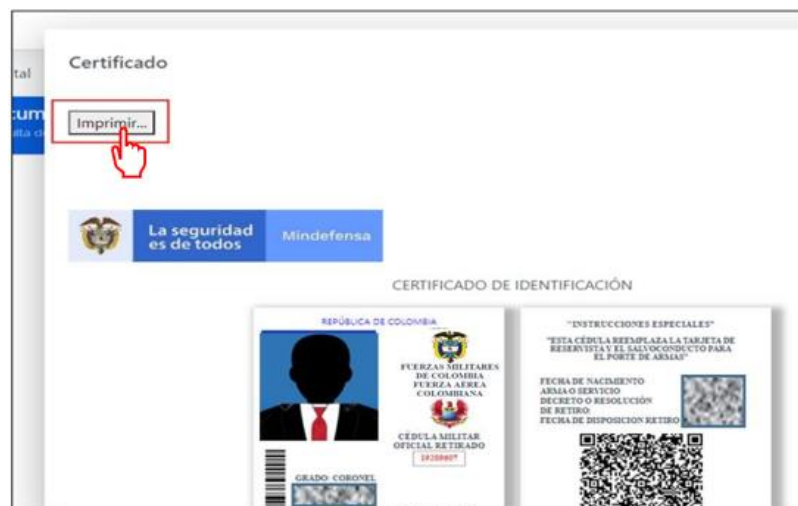 Certificado
tal
Imprimir...
La seguridad
es de todos
Mindefensa
CERTIFICADO DE IDENTIFICACIÓN
REPÚBLICA DE COLOMBIA
FUERZAS MILITARES
DE COLOMBIA
FUERZA AÉREA
COLOMBIANA
CÉDULA MILITAR
OFICIAL RETIRADO
GRADO: CORONEL
"INSTRUCCIONES ESPECIALES"
"ESTA CÉDULA REEMPLAZA LA TARJETA DE
RESERVISTA Y EL SALVOCONDUCTO PARA
EL PORTE DE ARMAS"
FECHA DE NACIMIENTO
ARMA O SERVICIO
DECRETO O RESOLUCIÓN
DE RETIRO:
FECHA DE DISPOSICION RETIRO